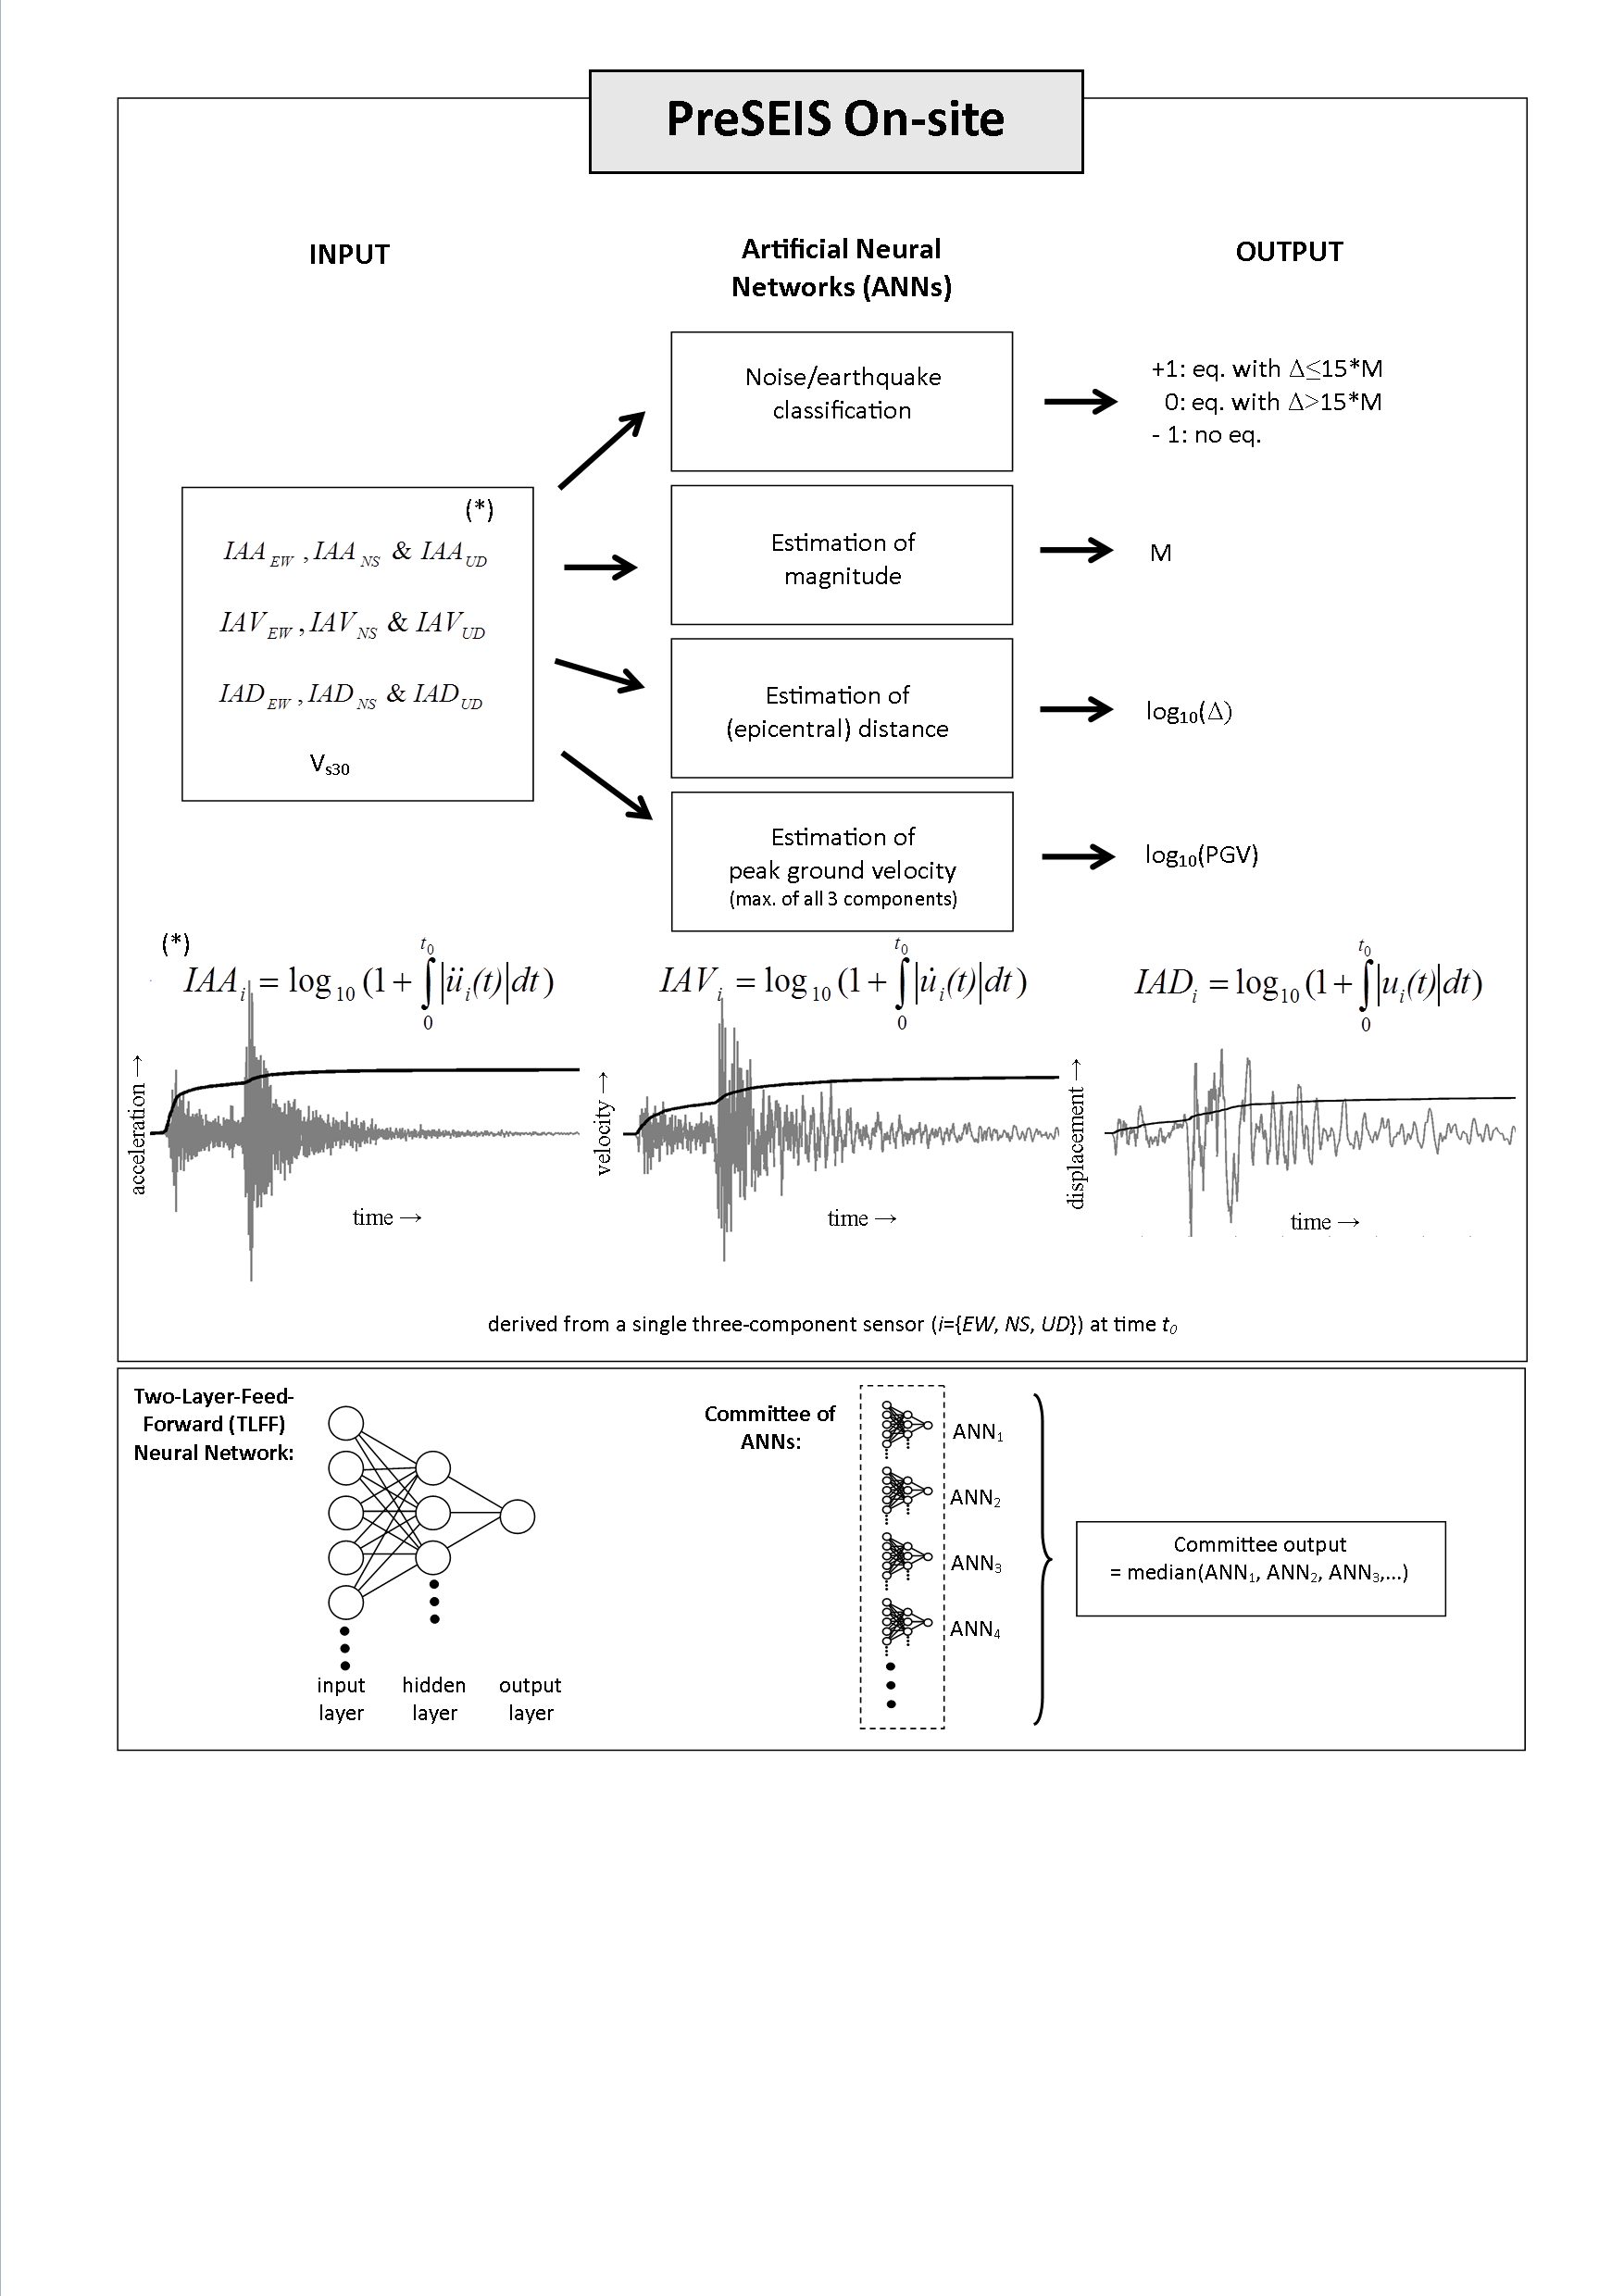 PreSEIS On-site
INPUT
Artificial Neural
Networks (ANNs)
OUTPUT
Noise/earthquake
classification
+1: eq. with Δ≤15*M
0: eq. with Δ>15*M
- 1: no eq.
(*)
IAA_EW , IAA_NS & IAA_UD
IAV_EW , IAV_NS & IAV_UD
IAD_EW , IAD_NS & IAD_UD
V_s30
Estimation of
magnitude
M
Estimation of
(epicentral) distance
log₁₀(Δ)
Estimation of
peak ground velocity
(max. of all 3 components)
log₁₀(PGV)
(*)
IAA_i = log₁₀ (1 + ∫₀^t₀ |ü_i(t)|dt)
IAV_i = log₁₀ (1 + ∫₀^t₀ |u̇_i(t)|dt)
IAD_i = log₁₀ (1 + ∫₀^t₀ |u_i(t)|dt)
acceleration →
time →
velocity →
time →
displacement →
time →
derived from a single three-component sensor (i={EW, NS, UD}) at time t₀
Two-Layer-Feed-
Forward (TLFF)
Neural Network:
input
layer
hidden
layer
output
layer
Committee of
ANNs:
ANN₁
ANN₂
ANN₃
ANN₄
Committee output
= median(ANN₁, ANN₂, ANN₃,...)